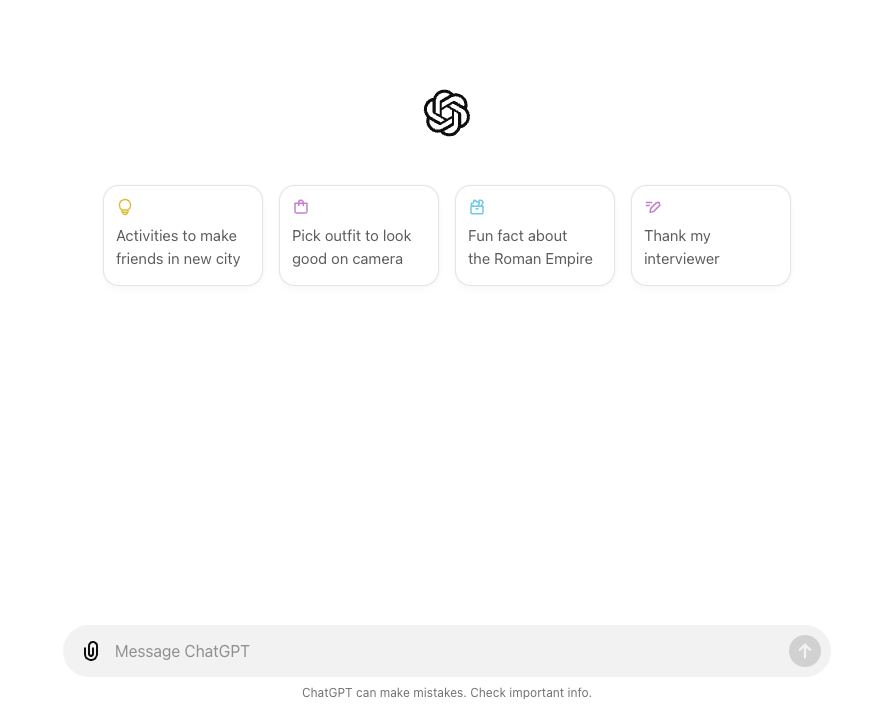 Activities to make
friends in new city
Pick outfit to look
good on camera
Fun fact about
the Roman Empire
Thank my
interviewer
Message ChatGPT
ChatGPT can make mistakes. Check important info.